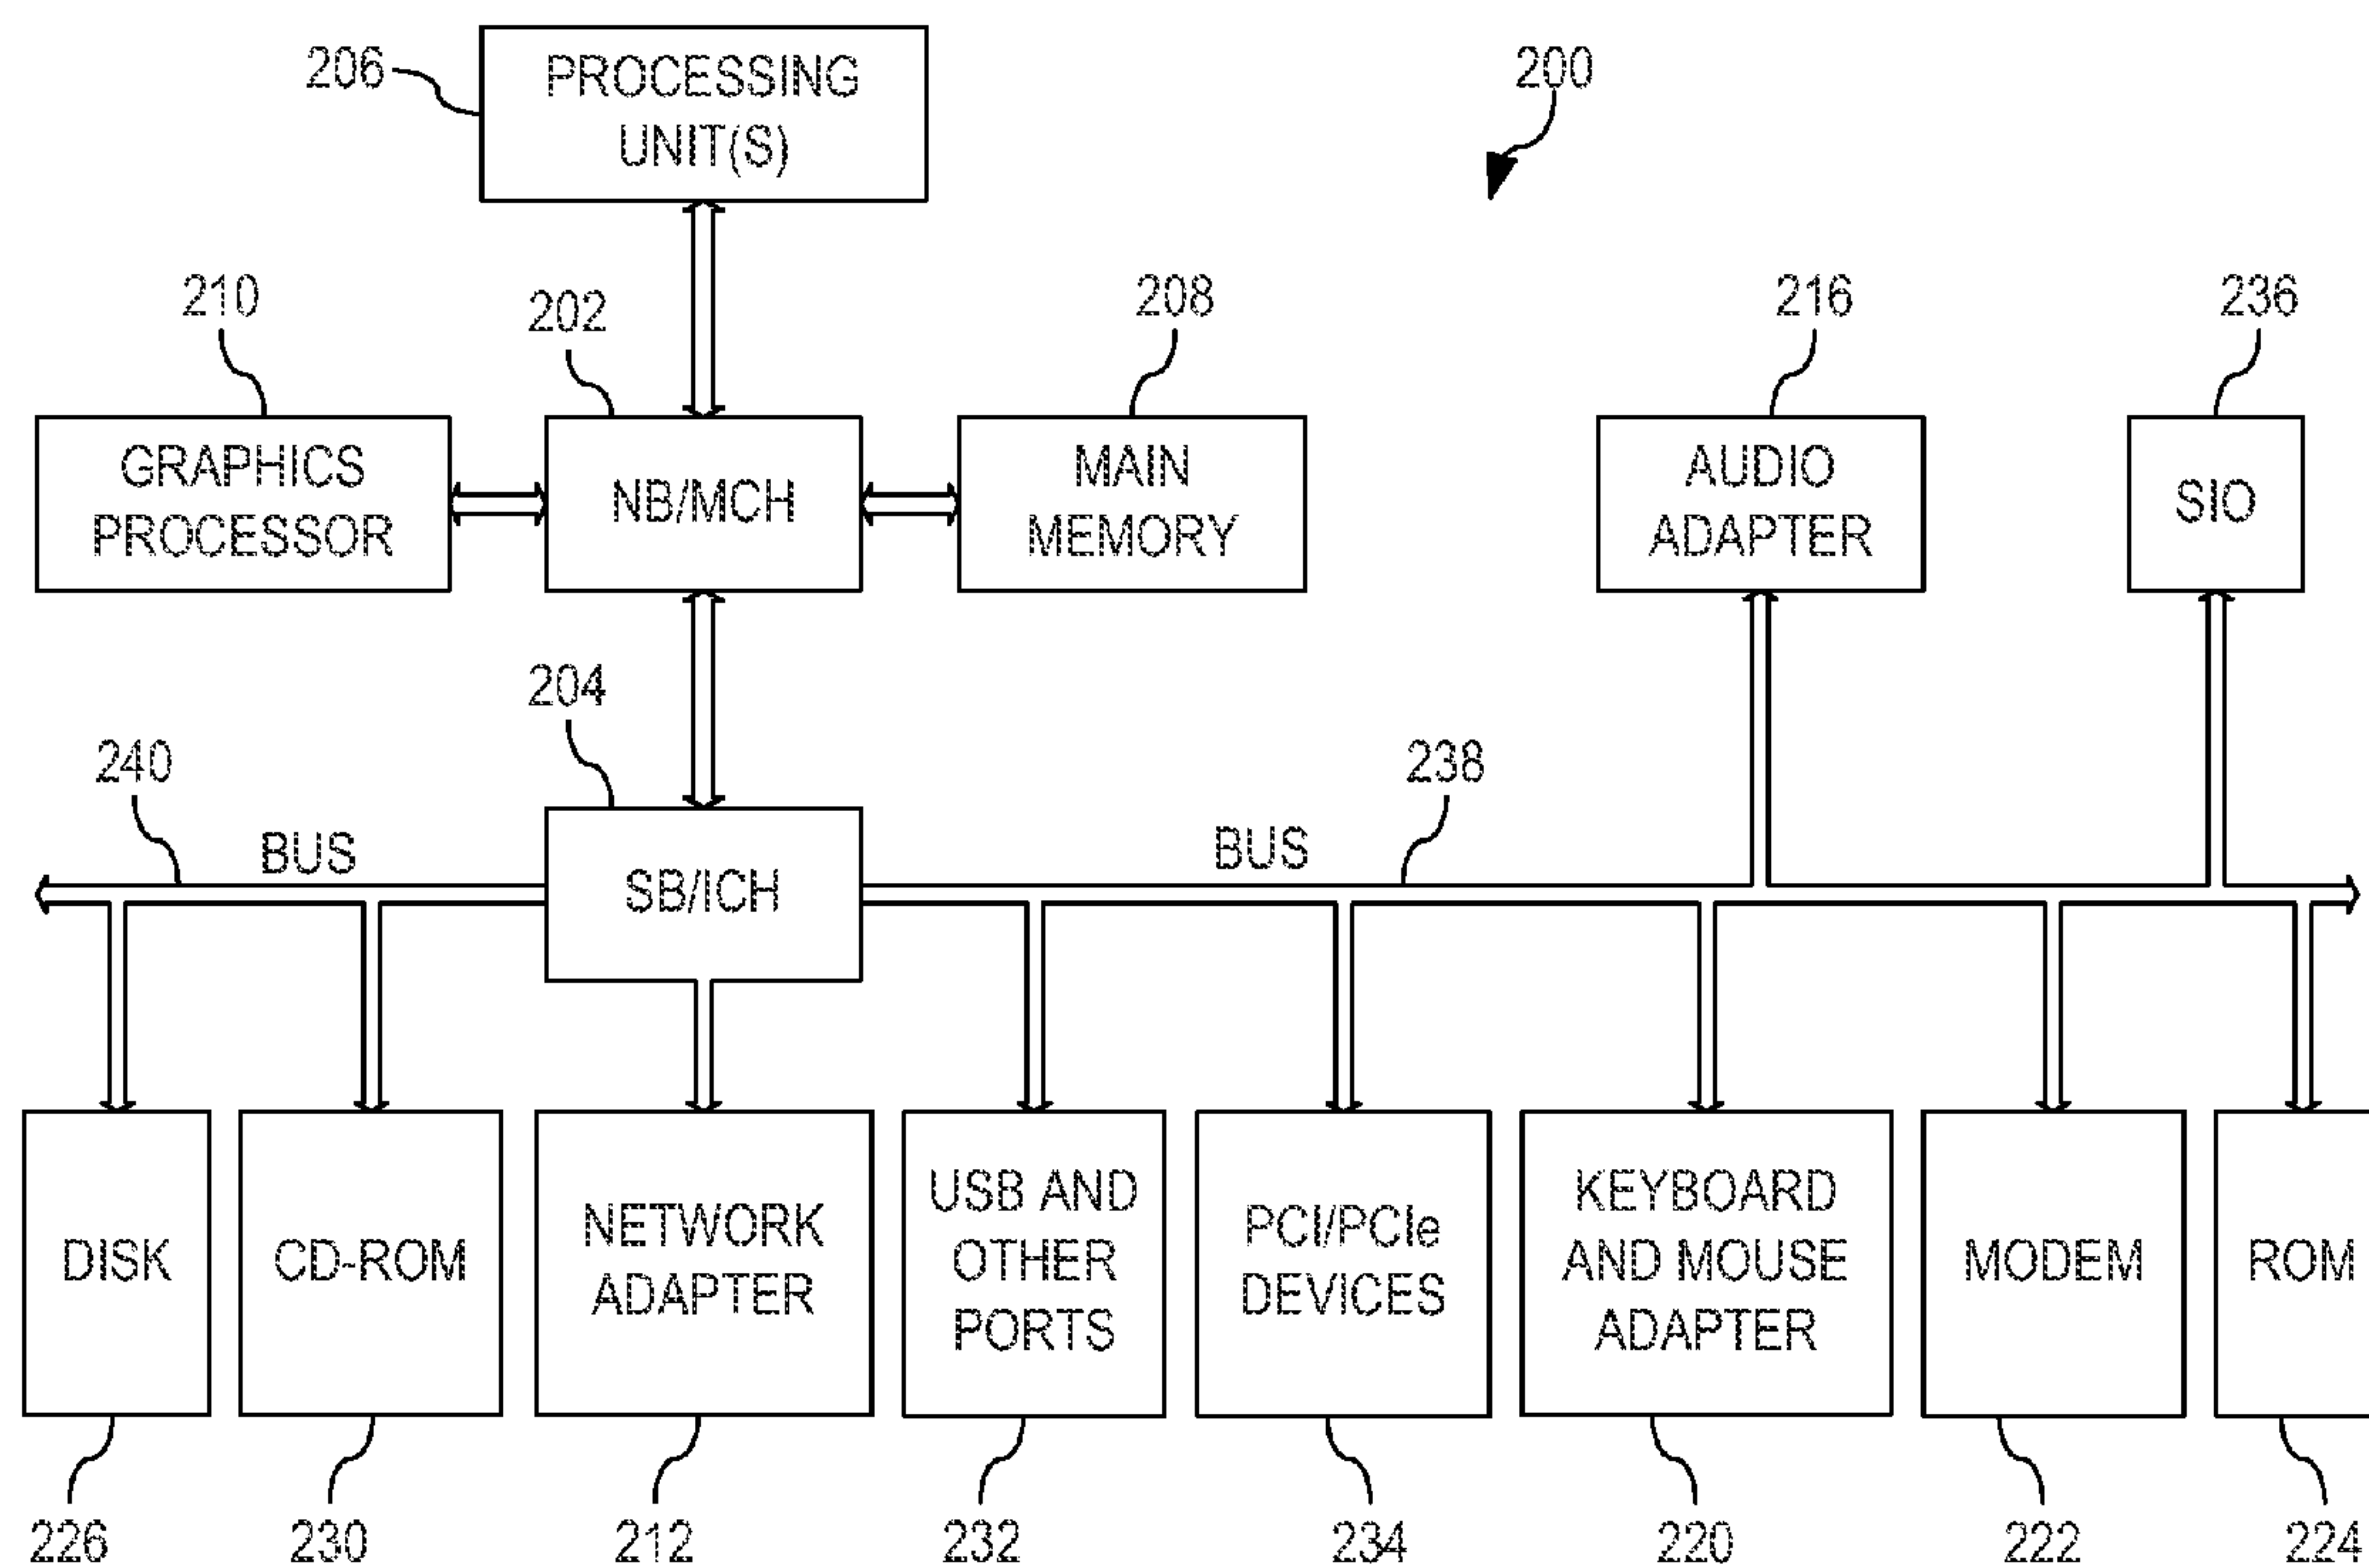 206
PROCESSING
UNIT(S)
200
210
202
208
216
236
GRAPHICS
PROCESSOR
NB/MCH
MAIN
MEMORY
AUDIO
ADAPTER
SIO
204
240
238
BUS
BUS
SB/ICH
DISK
CD-ROM
NETWORK
ADAPTER
USB AND
OTHER
PORTS
PCI/PCIe
DEVICES
KEYBOARD
AND MOUSE
ADAPTER
MODEM
ROM
226
230
212
232
234
220
222
224